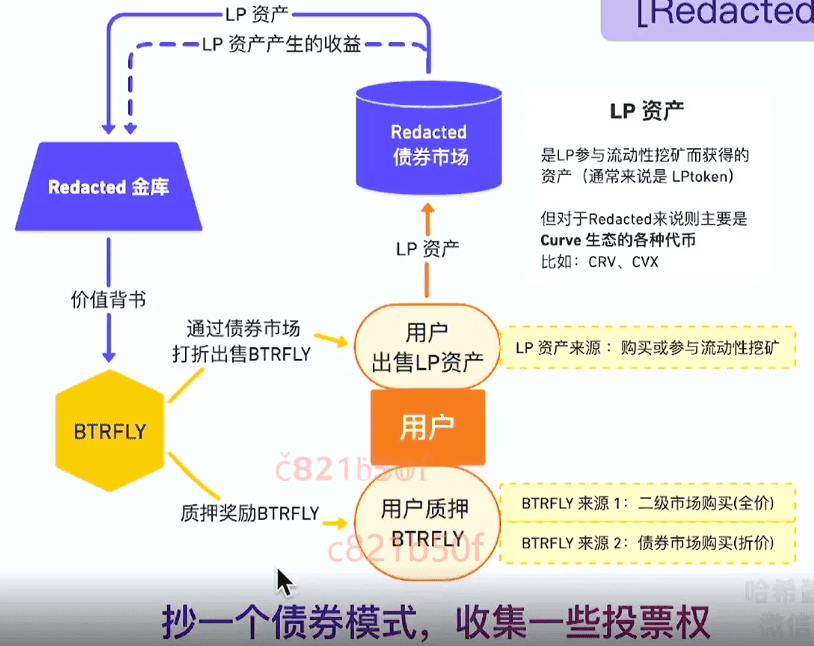 LP 资产
[Redacted
LP 资产产生的收益
Redacted
债券市场
LP 资产
是LP参与流动性挖矿而获得的
资产（通常来说是 LPtoken）
但对于Redacted来说则主要是
Curve 生态的各种代币
比如：CRV、CVX
Redacted 金库
LP 资产
价值背书
通过债券市场
打折出售BTRFLY
用户
出售LP资产
LP 资产来源 ：购买或参与流动性挖矿
BTRFLY
用户
c821b50f
质押奖励BTRFLY
用户质押
BTRFLY
BTRFLY 来源 1：二级市场购买(全价)
BTRFLY 来源 2：债券市场购买(折价)
c821b50f
抄一个债券模式，收集一些投票权
哈希
微信